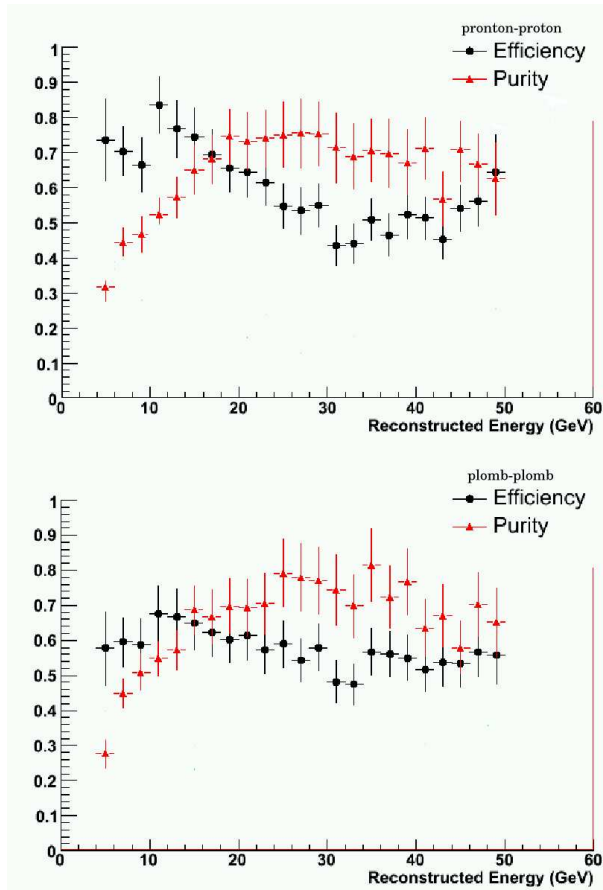 pronton-proton
Efficiency
Purity
1
0.9
0.8
0.7
0.6
0.5
0.4
0.3
0.2
0.1
0
0 10 20 30 40 50 60
Reconstructed Energy (GeV)
plomb-plomb
Efficiency
Purity
1
0.9
0.8
0.7
0.6
0.5
0.4
0.3
0.2
0.1
0
0 10 20 30 40 50 60
Reconstructed Energy (GeV)